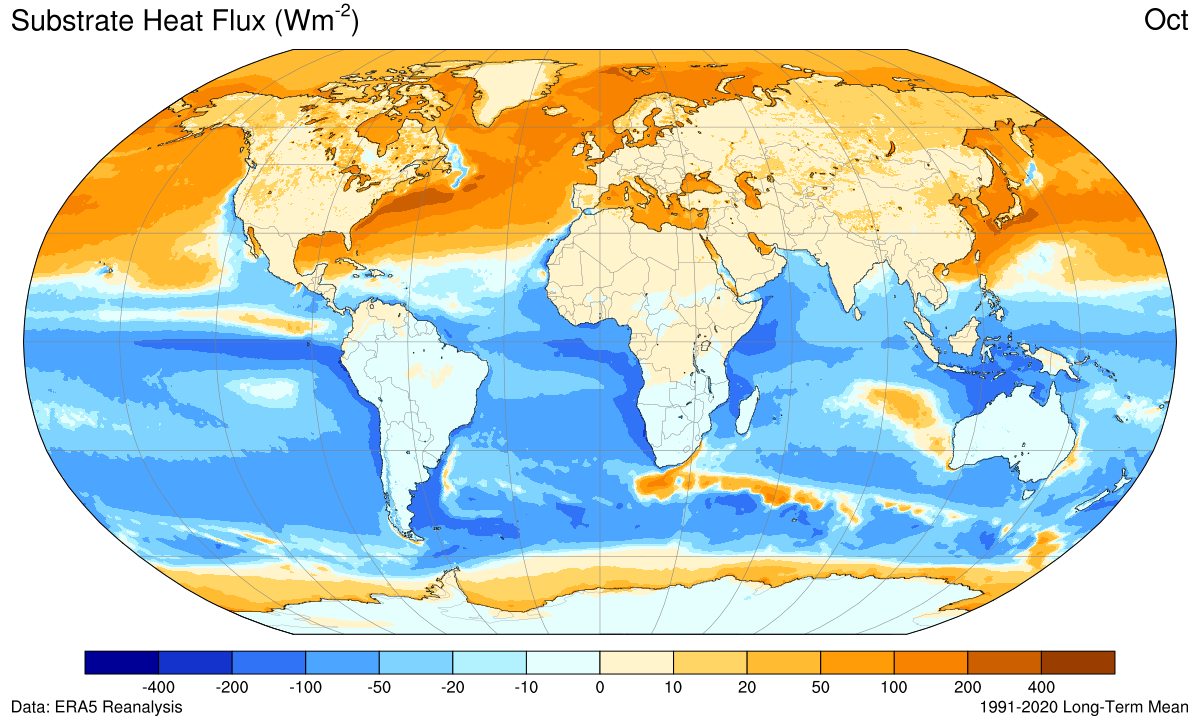 Substrate Heat Flux (Wm-2)
Oct
-400 -200 -100 -50 -20 -10 0 10 20 50 100 200 400
Data: ERA5 Reanalysis
1991-2020 Long-Term Mean